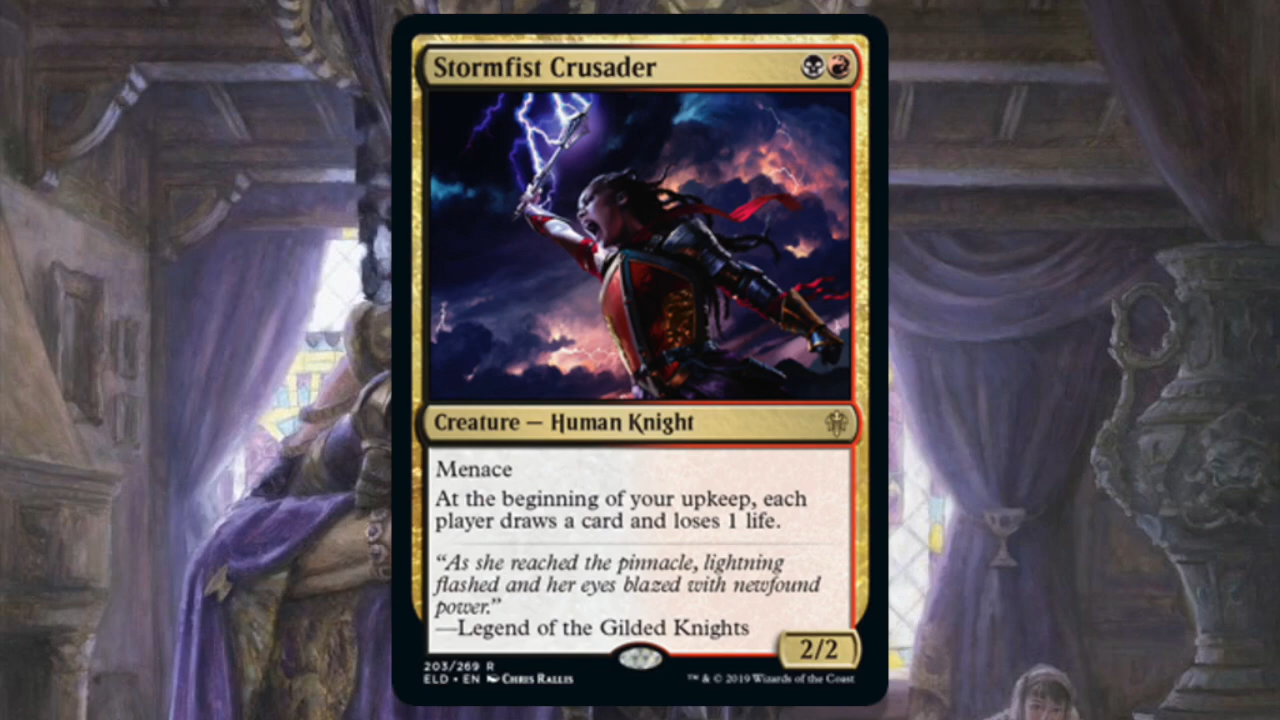 Stormfist Crusader
Creature — Human Knight
Menace
At the beginning of your upkeep, each
player draws a card and loses 1 life.
“As she reached the pinnacle, lightning
flashed and her eyes blazed with newfound
power.”
—Legend of the Gilded Knights
2/2
203/269 R
ELD • EN Chris Rallis
™ & © 2019 Wizards of the Coast